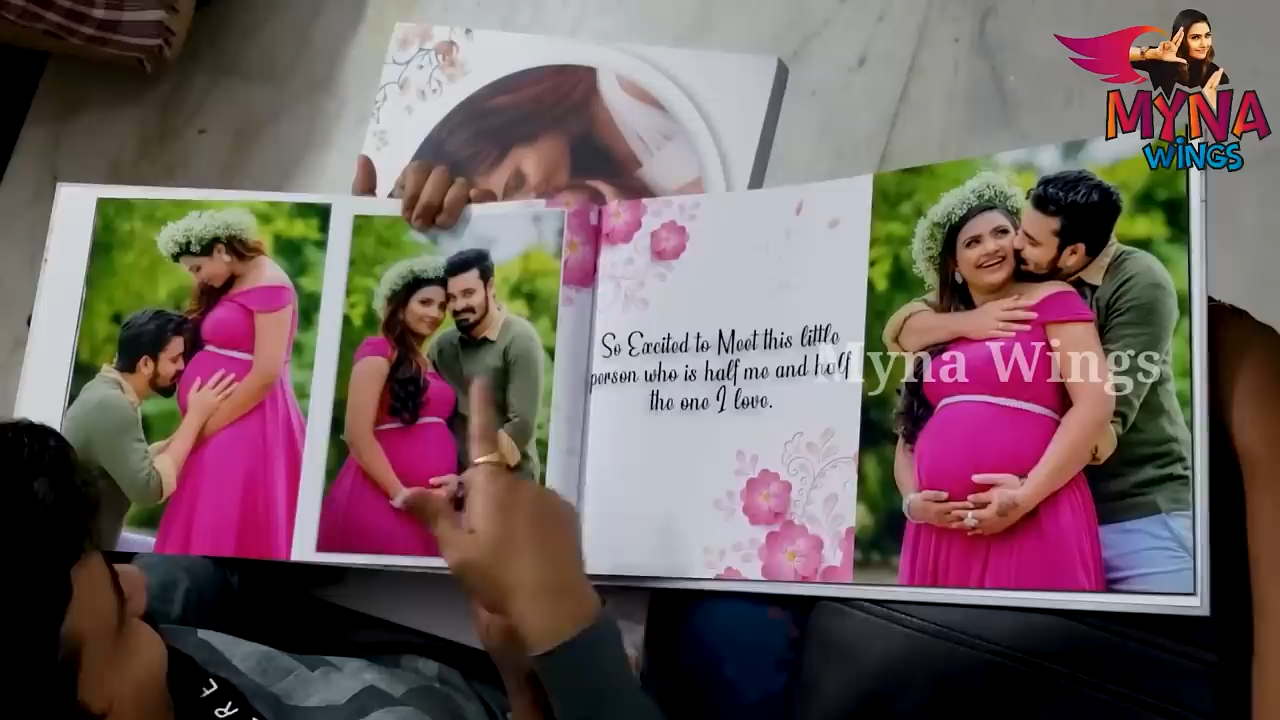 MYNA
WiNGS
So Excited to Meet this little
person who is half me and half
the one I love.
Myna Wings